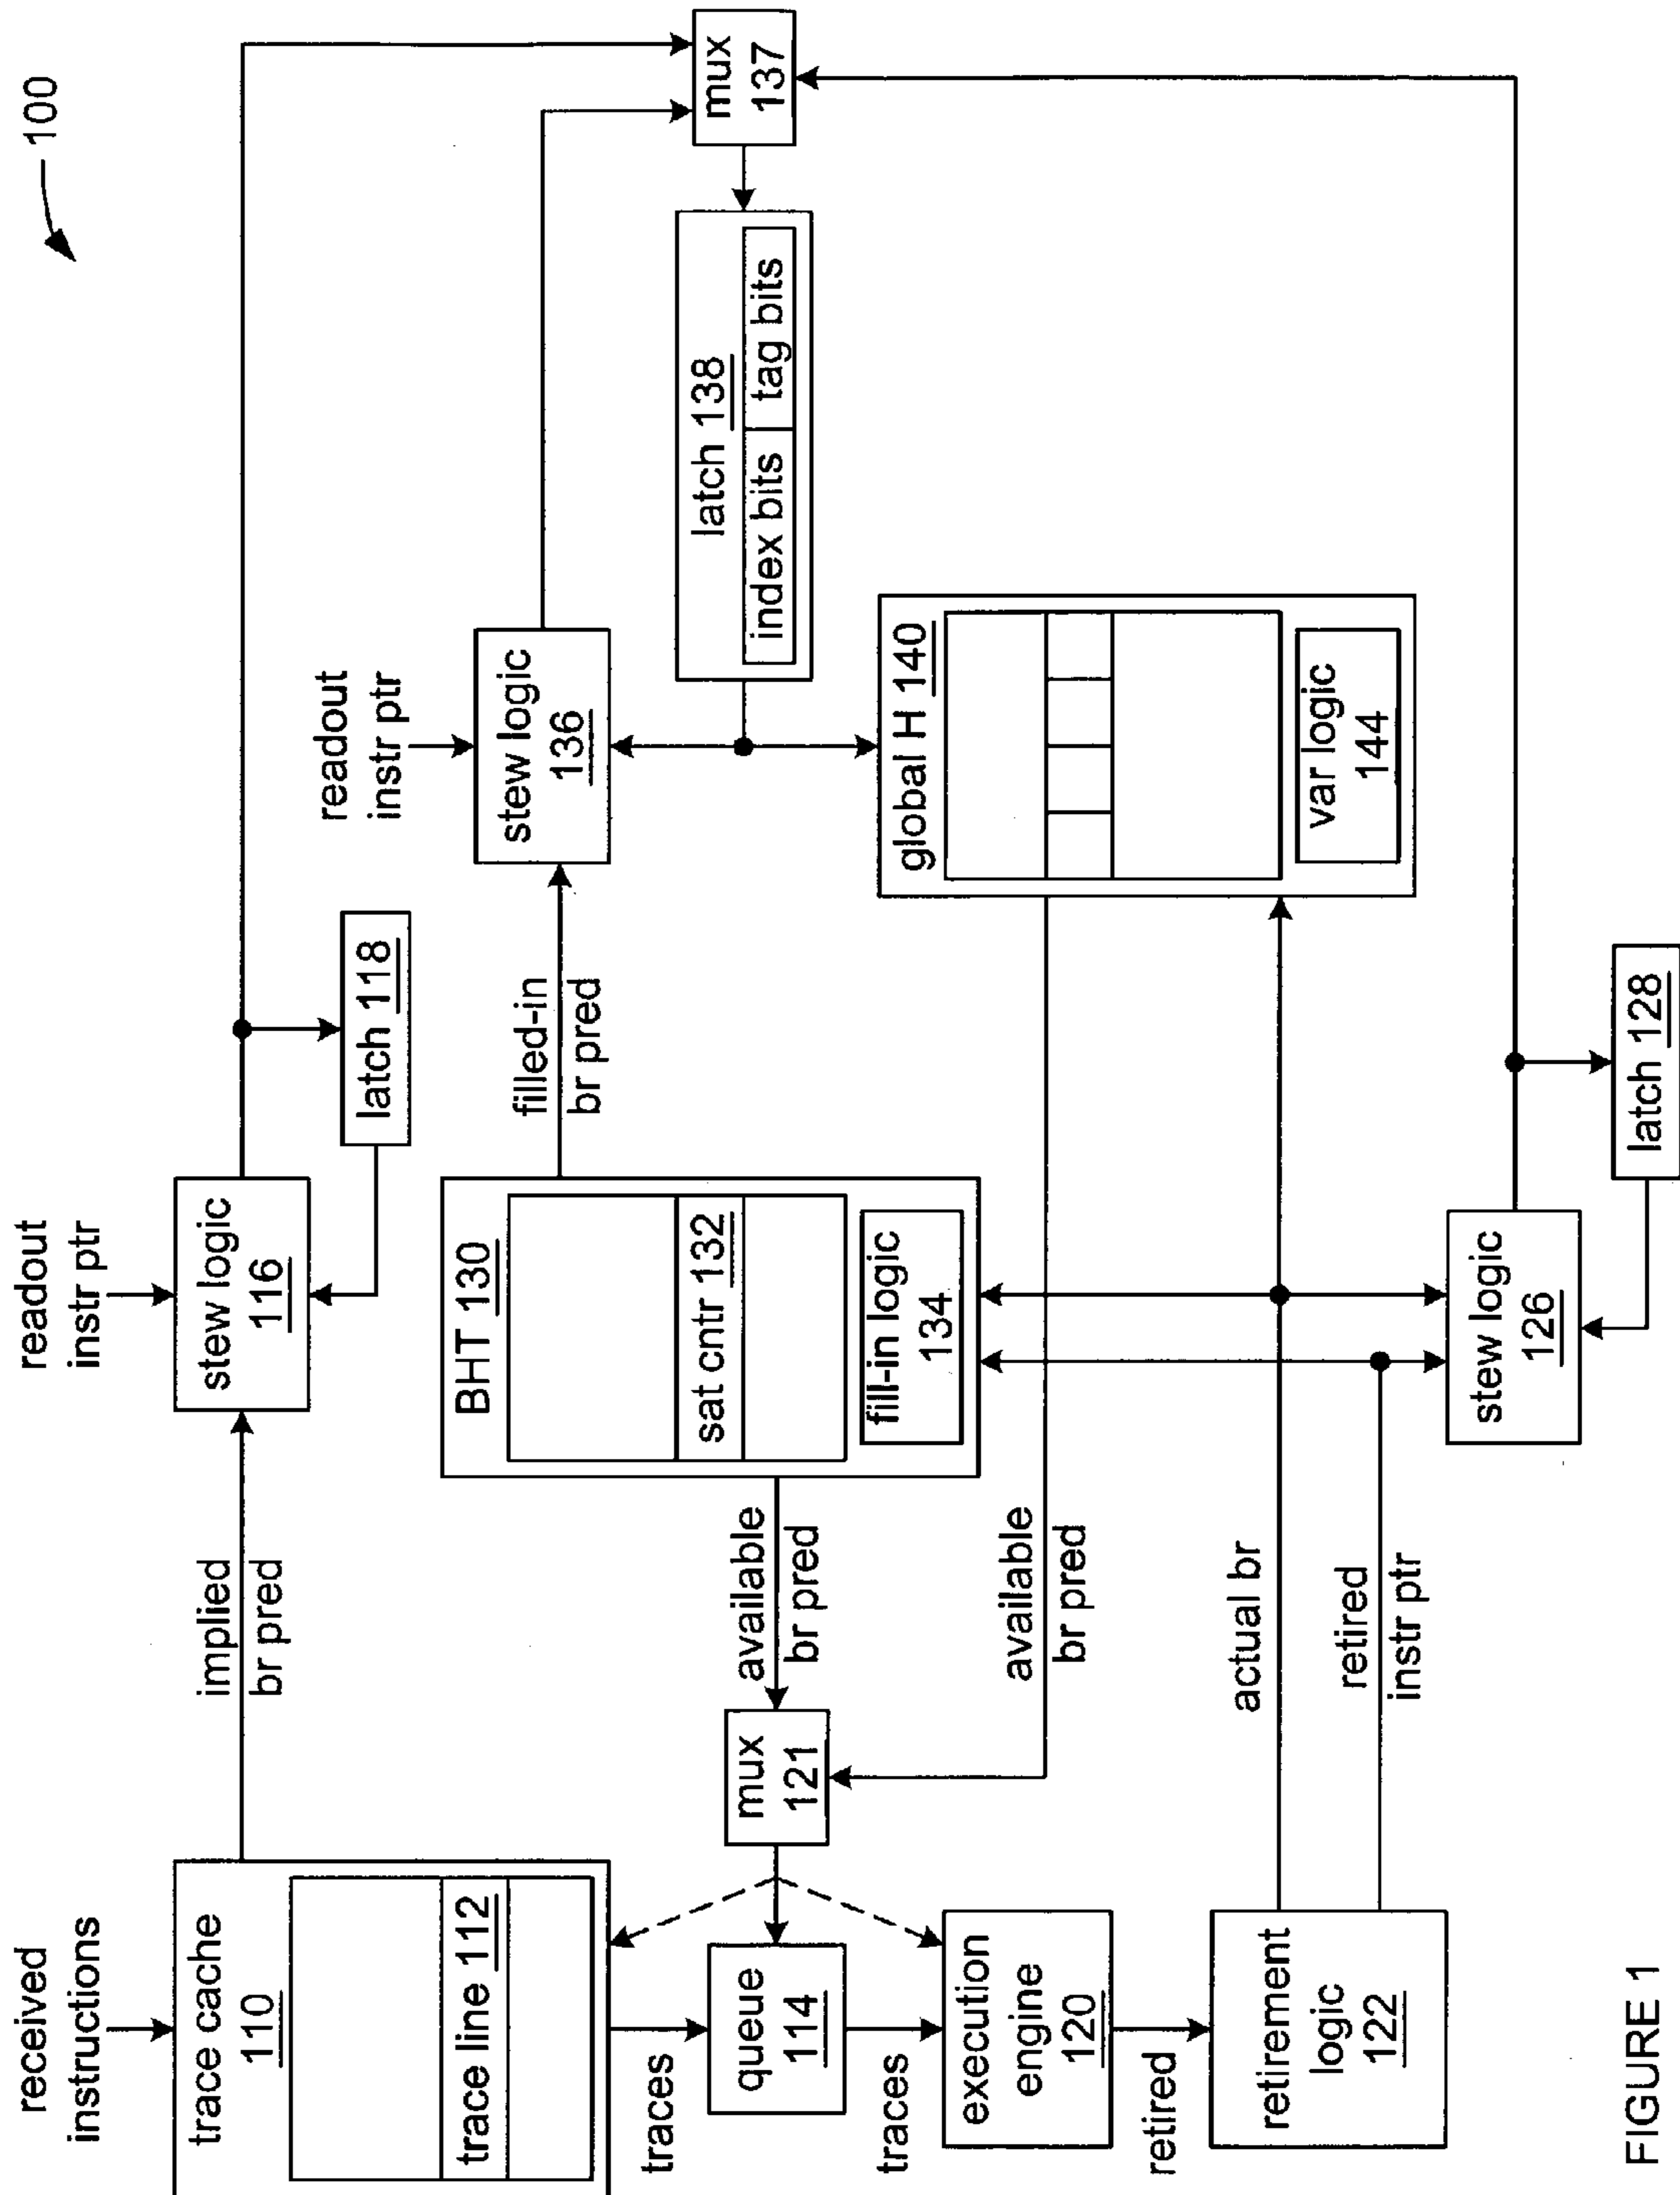 100
received
instructions
trace cache
110
trace line 112
traces
queue
114
traces
execution
engine
120
retired
retirement
logic
122
implied
br pred
mux
121
available
br pred
available
br pred
actual br
retired
instr ptr
readout
instr ptr
stew logic
116
latch 118
BHT 130
sat cntr 132
fill-in logic
134
filled-in
br pred
stew logic
126
latch 128
readout
instr ptr
stew logic
136
global H 140
var logic
144
latch 138
index bits
tag bits
mux
137
FIGURE 1